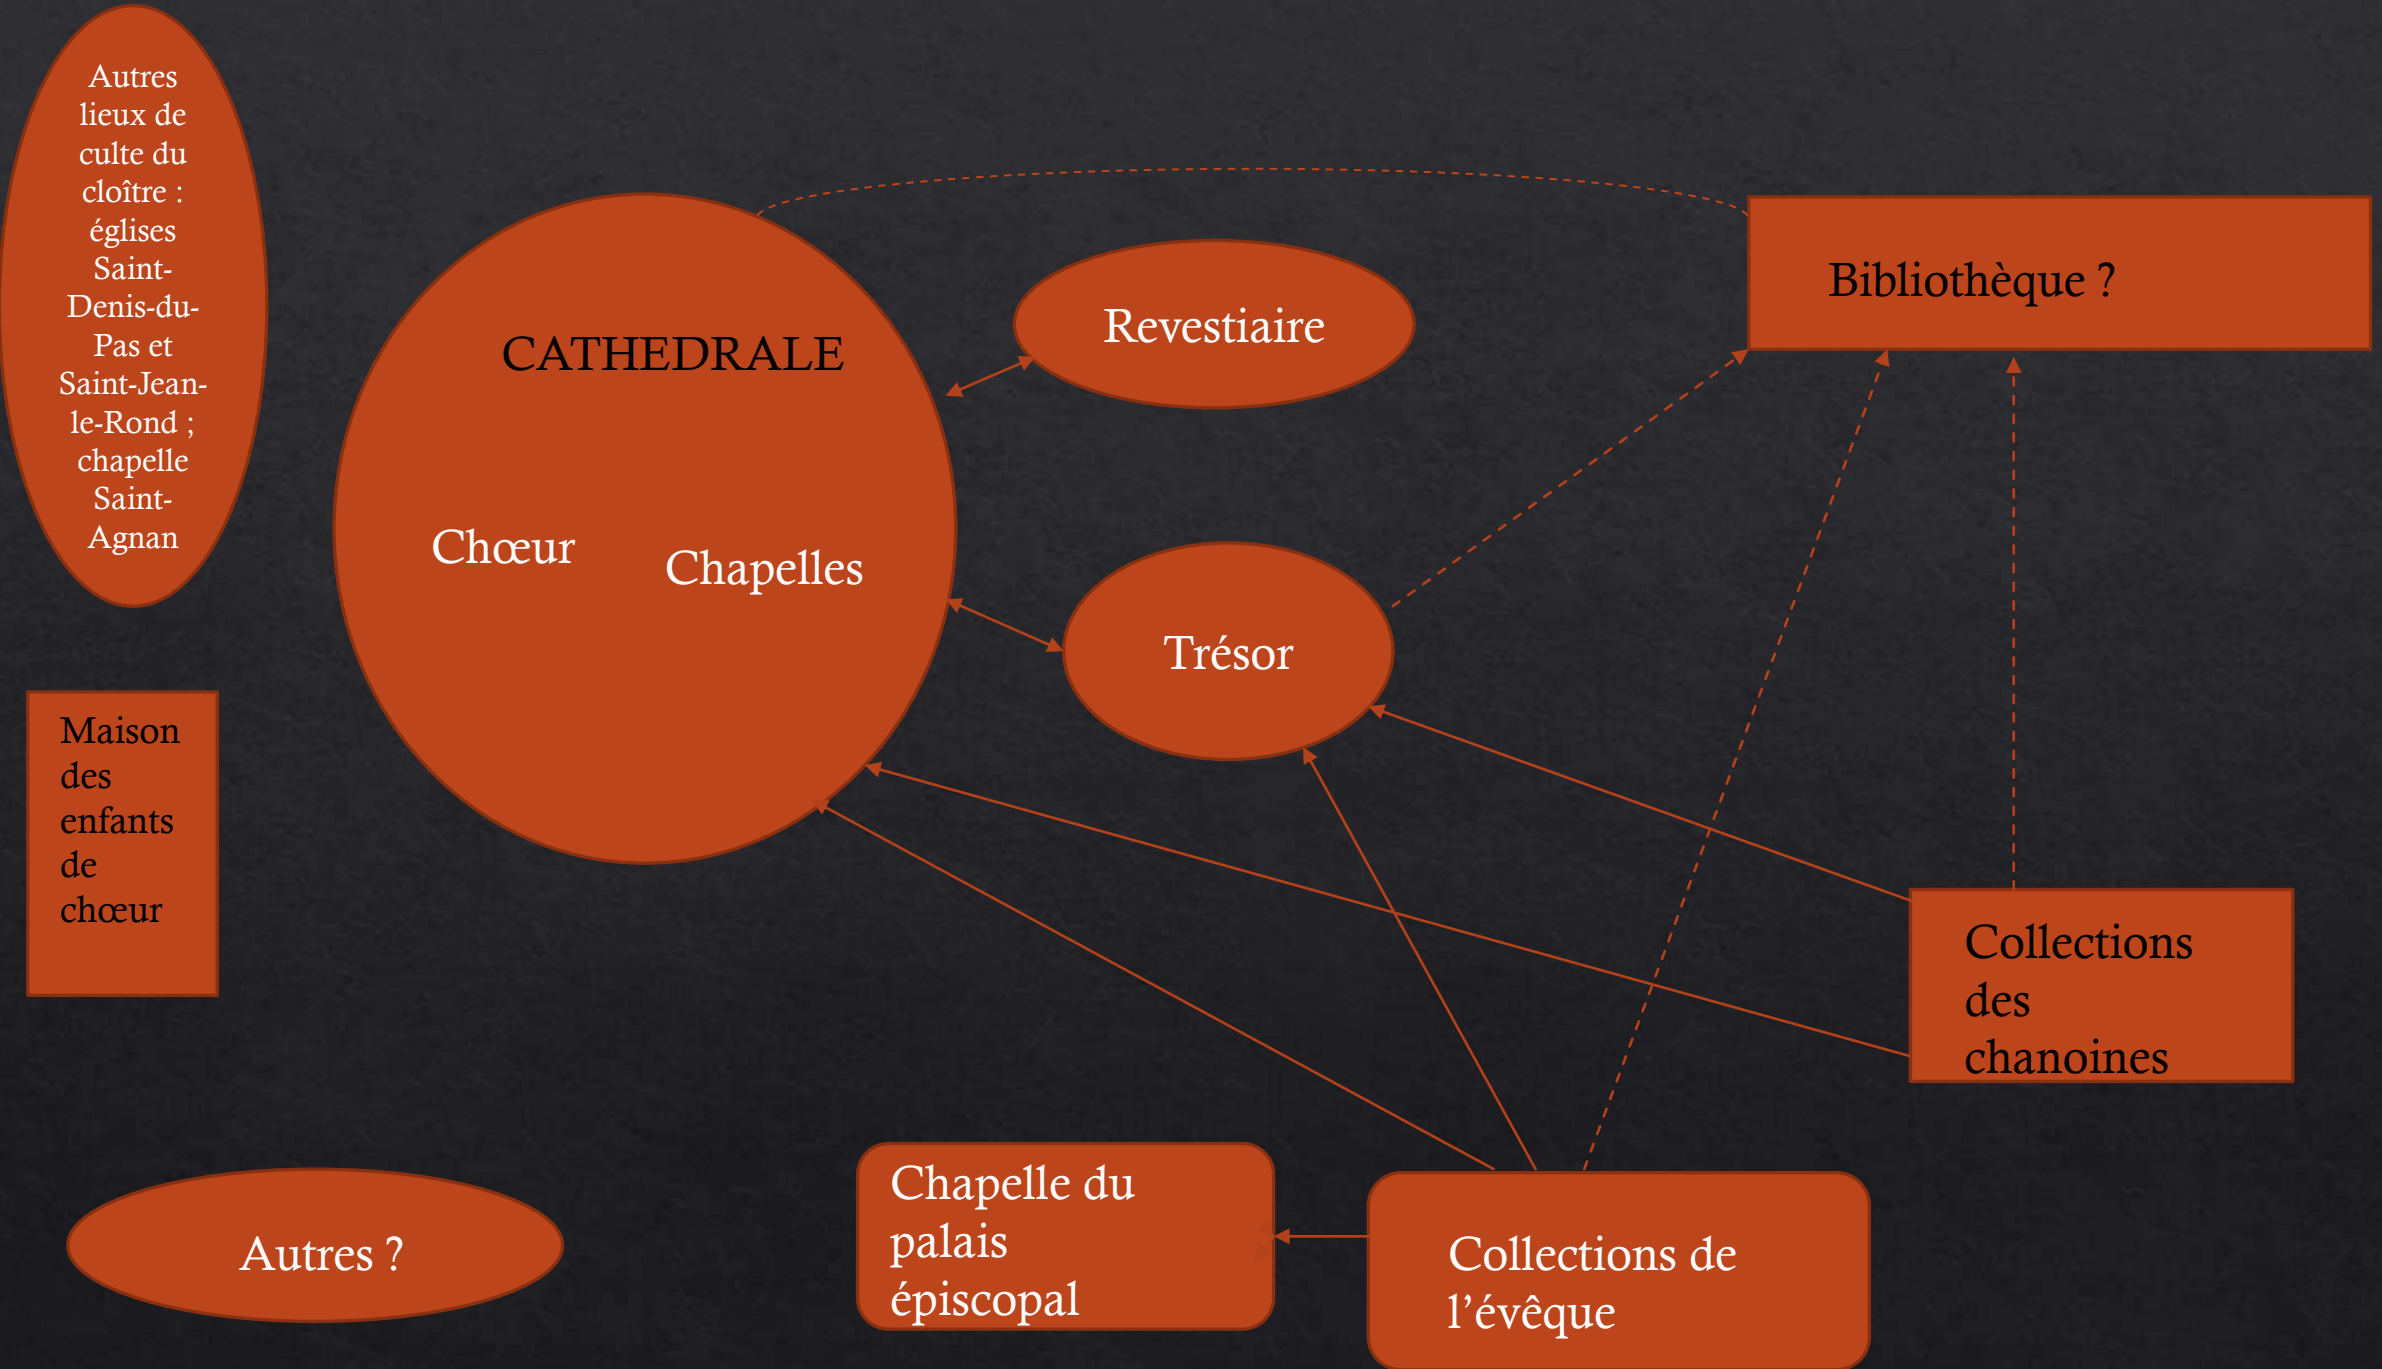 Autres
lieux de
culte du
cloître :
églises
Saint-
Denis-du-
Pas et
Saint-Jean-
le-Rond ;
chapelle
Saint-
Agnan
CATHEDRALE
Chœur
Chapelles
Revestiaire
Bibliothèque ?
Trésor
Maison
des
enfants
de
chœur
Collections
des
chanoines
Autres ?
Chapelle du
palais
épiscopal
Collections de
l’évêque